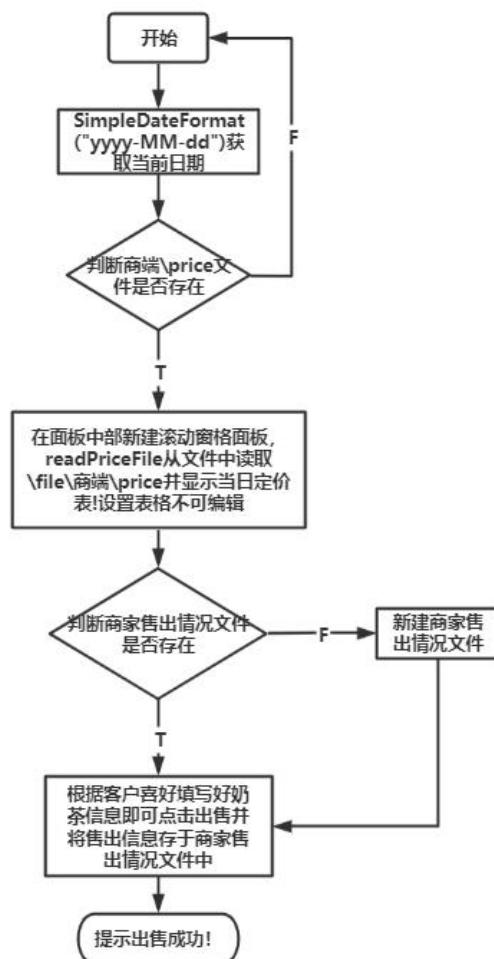 开始
SimpleDateFormat
("yyyy-MM-dd")获
取当前日期
F
判断商端\price文
件是否存在
T
在面板中部新建滚动窗格面板，
readPriceFile从文件中读取
\file\商端\price并显示当日定价
表!设置表格不可编辑
判断商家售出情况文件
是否存在
F
新建商家售
出情况文件
T
根据客户喜好填写好奶
茶信息即可点击出售并
将售出信息存于商家售
出情况文件中
提示出售成功！